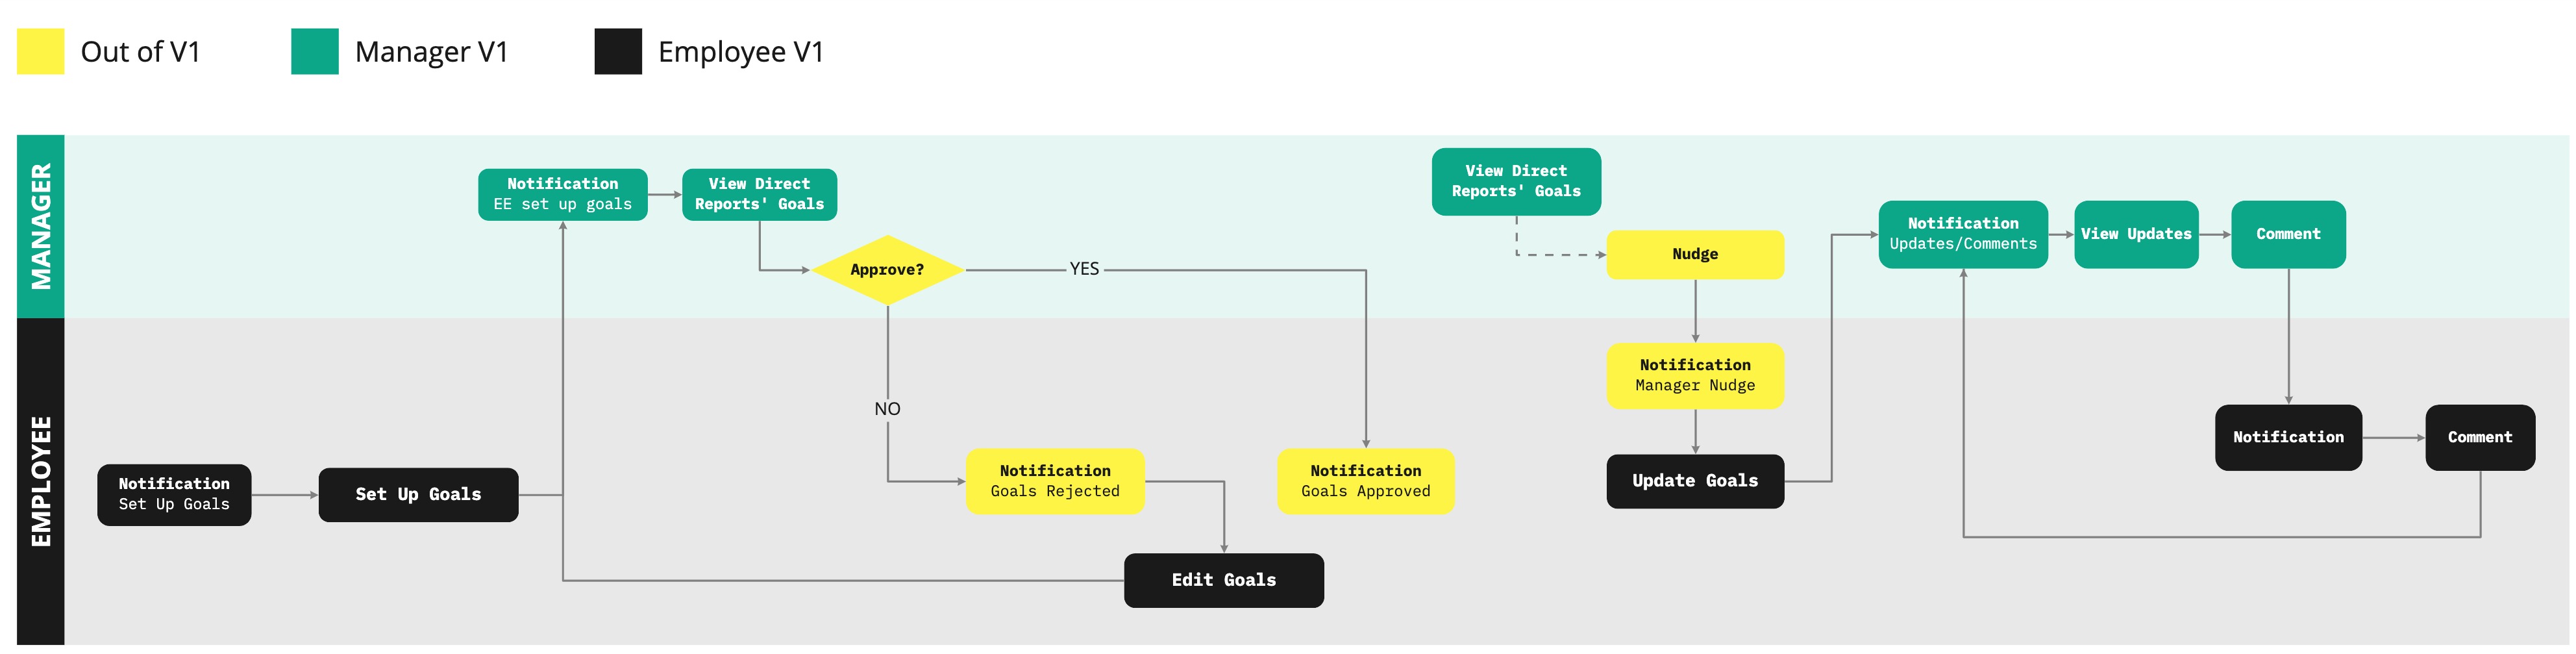 Out of V1
Manager V1
Employee V1
MANAGER
Notification
EE set up goals
View Direct
Reports' Goals
Approve?
YES
NO
View Direct
Reports' Goals
Nudge
Notification
Updates/Comments
View Updates
Comment
EMPLOYEE
Notification
Set Up Goals
Set Up Goals
Notification
Goals Rejected
Edit Goals
Notification
Goals Approved
Notification
Manager Nudge
Update Goals
Notification
Comment